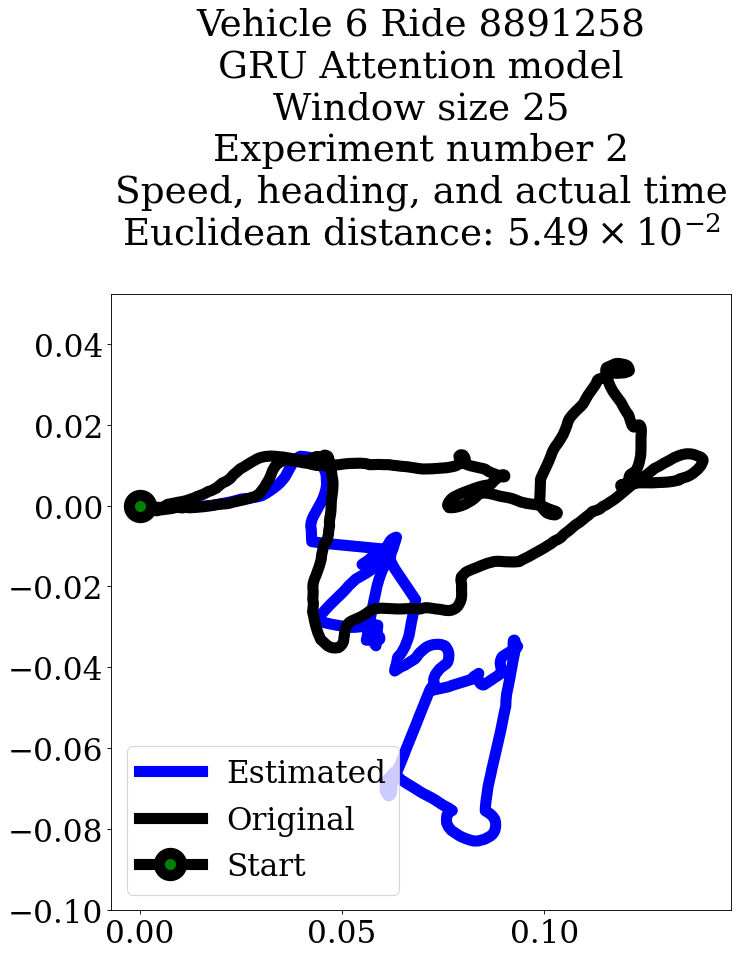 Vehicle 6 Ride 8891258
GRU Attention model
Window size 25
Experiment number 2
Speed, heading, and actual time
Euclidean distance: 5.49 × 10⁻²
0.04
0.02
0.00
−0.02
−0.04
−0.06
−0.08
−0.10
Estimated
Original
Start
0.00 0.05 0.10